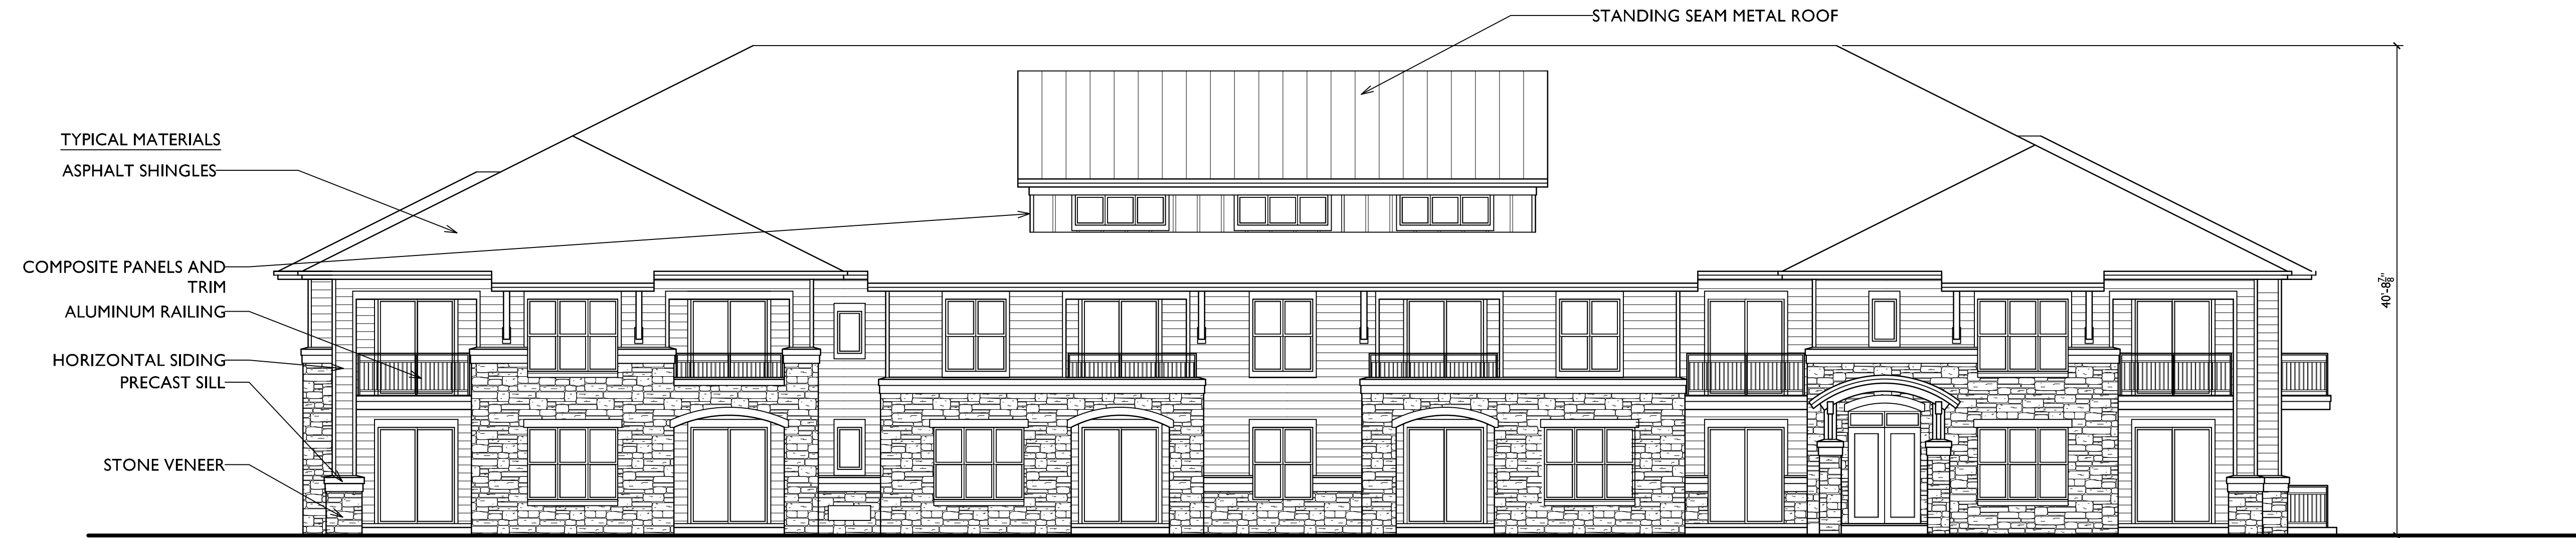 STANDING SEAM METAL ROOF
TYPICAL MATERIALS
ASPHALT SHINGLES
COMPOSITE PANELS AND
TRIM
ALUMINUM RAILING
HORIZONTAL SIDING
PRECAST SILL
STONE VENEER
40'-8⅞"